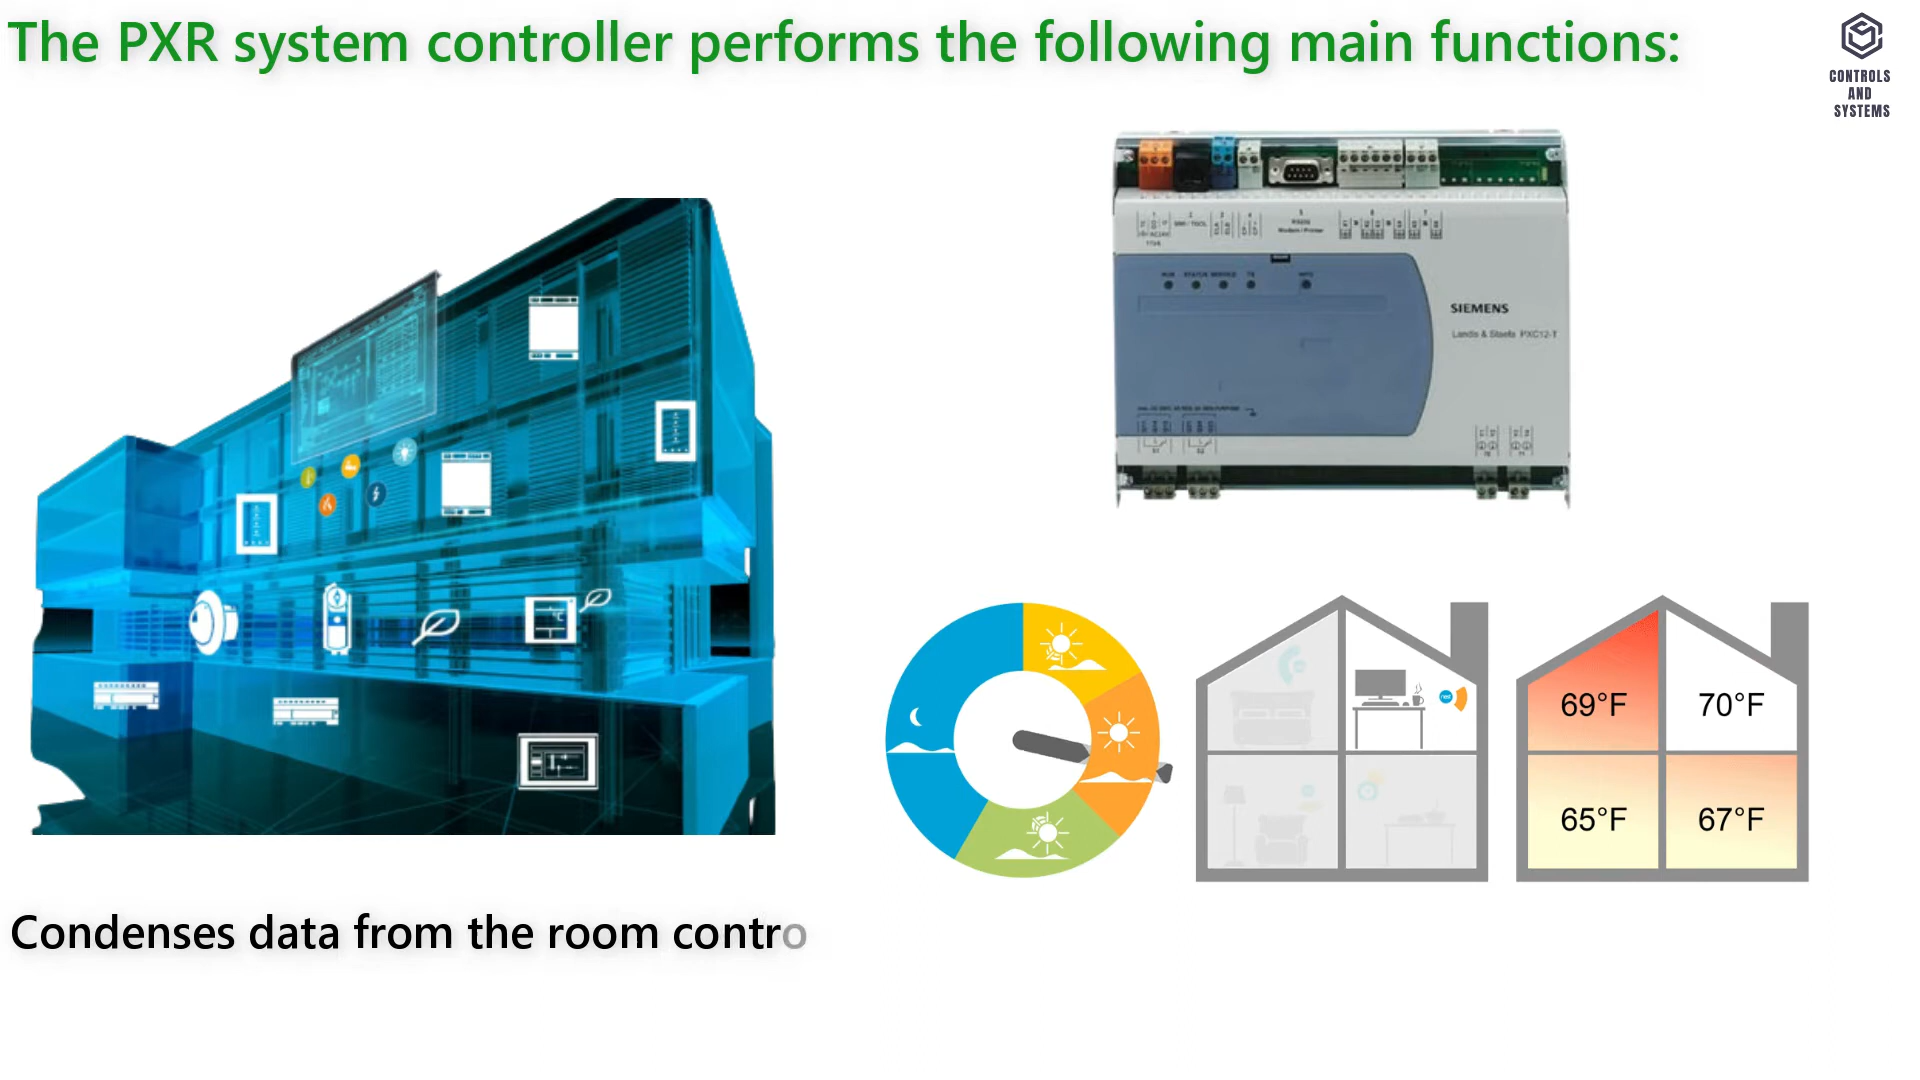 The PXR system controller performs the following main functions:
CONTROLS
AND
SYSTEMS
SIEMENS
Landis & Staefa PXC12-T
69°F 70°F
65°F 67°F
Condenses data from the room contro